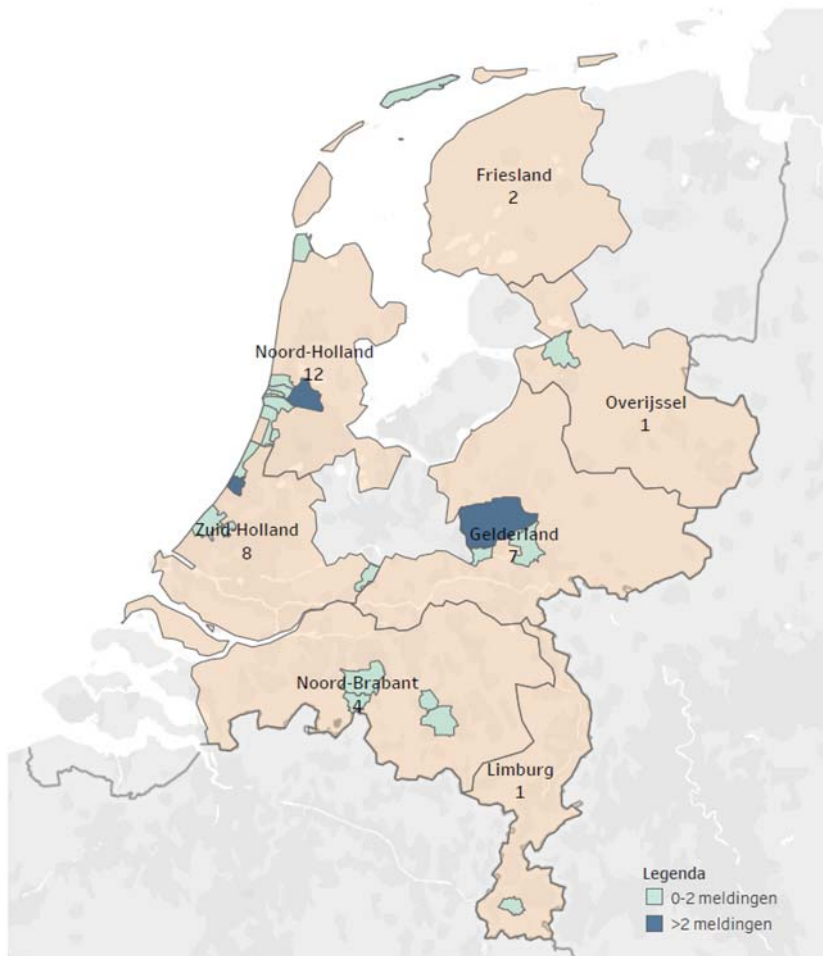 Friesland
2
Noord-Holland
12
Overijssel
1
Zuid-Holland
8
Gelderland
7
Noord-Brabant
4
Limburg
1
Legenda
0-2 meldingen
>2 meldingen